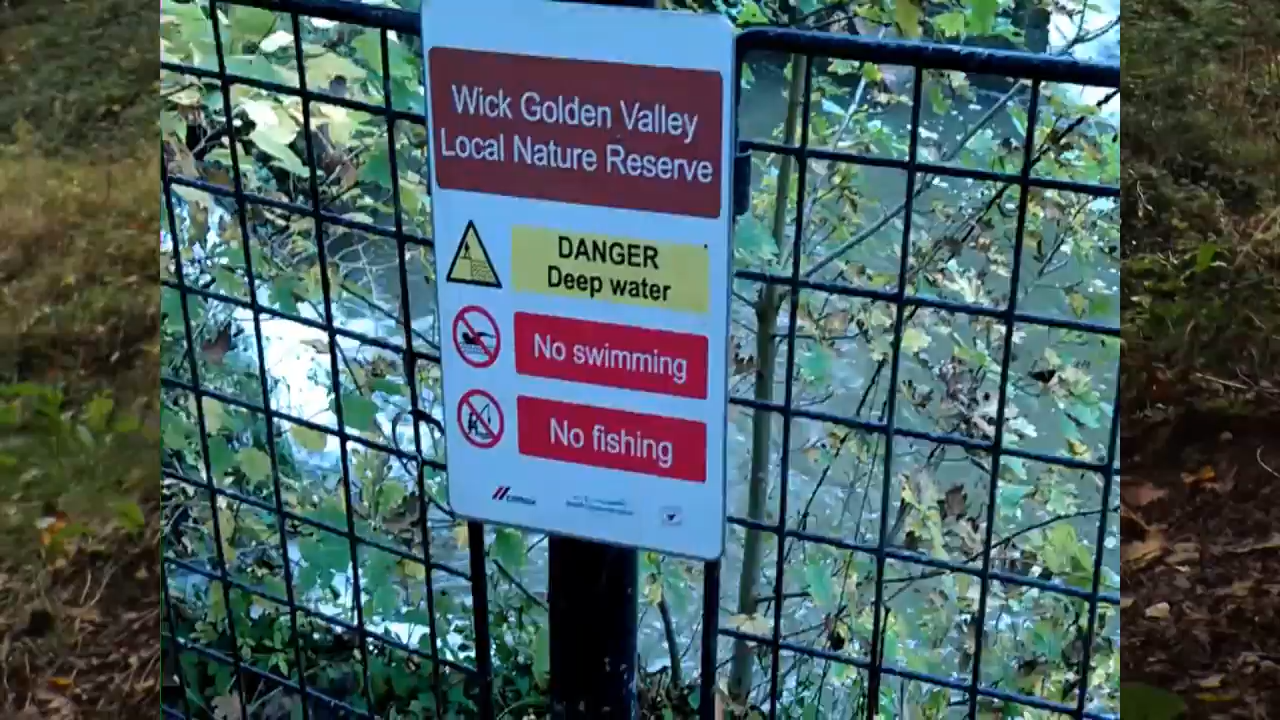 Wick Golden Valley
Local Nature Reserve
DANGER
Deep water
No swimming
No fishing